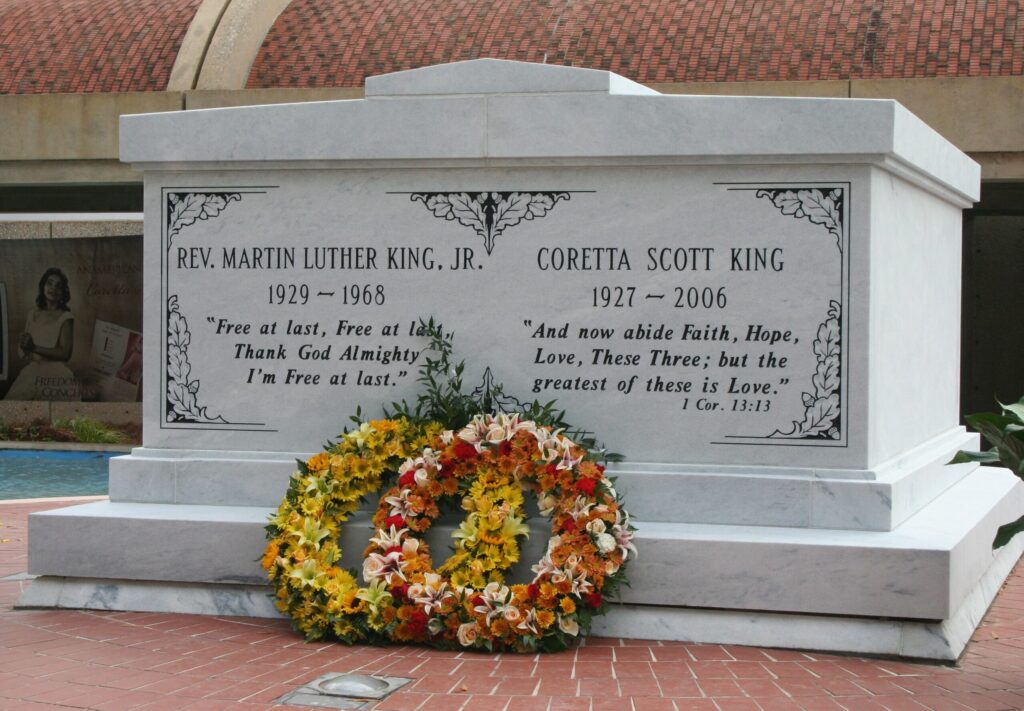 REV. MARTIN LUTHER KING, JR.
1929 ~ 1968
"Free at last, Free at last,
Thank God Almighty
I'm Free at last."
CORETTA SCOTT KING
1927 ~ 2006
"And now abide Faith, Hope,
Love, These Three; but the
greatest of these is Love."
1 Cor. 13:13
Coretta
FREEDOM